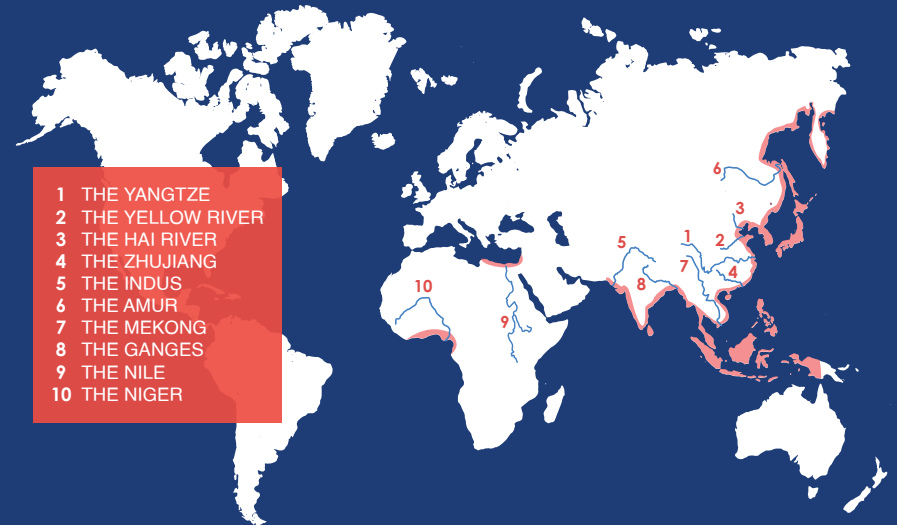 1 THE YANGTZE
2 THE YELLOW RIVER
3 THE HAI RIVER
4 THE ZHUJIANG
5 THE INDUS
6 THE AMUR
7 THE MEKONG
8 THE GANGES
9 THE NILE
10 THE NIGER
6
3
1
2
5
7
4
8
10
9